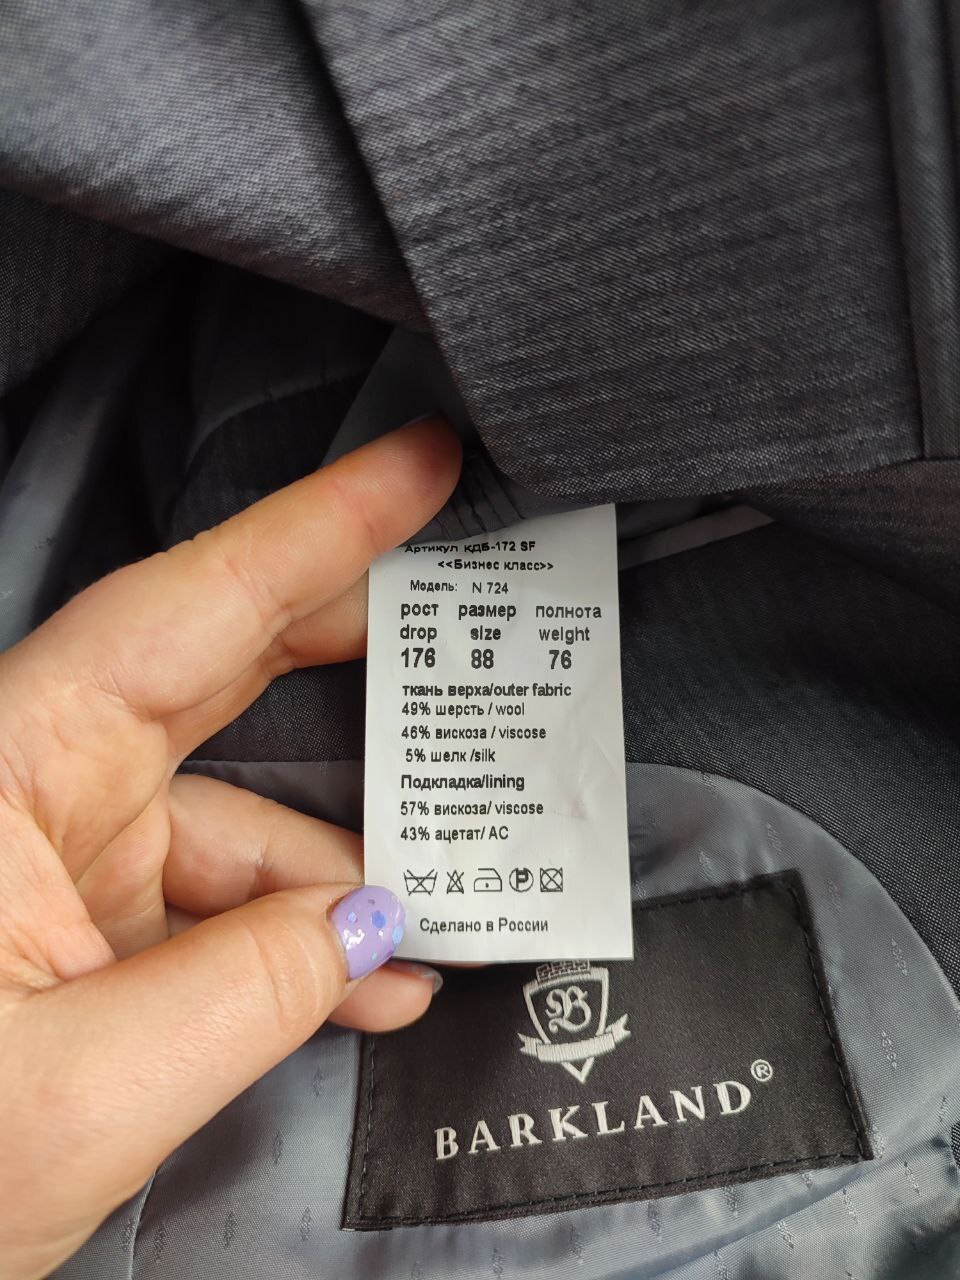 Артикул КДБ-172 SF
<<Бизнес класс>>
Модель: N 724
рост размер полнота
drop size weight
176 88 76
ткань верха/outer fabric
49% шерсть / wool
46% вискоза / viscose
5% шелк /silk
Подкладка/lining
57% вискоза/ viscose
43% ацетат/ AC
P
Сделано в России
B
BARKLAND®